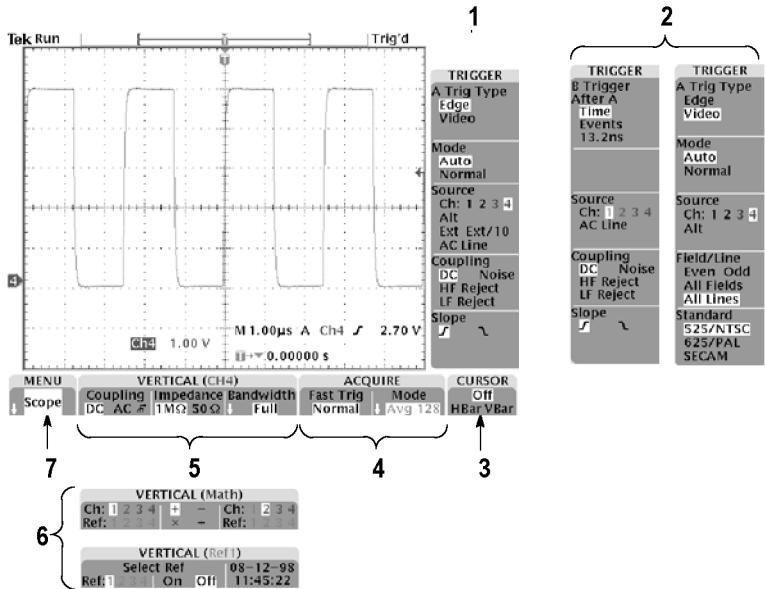 1
2
Tek Run
Trig'd
T
T
TRIGGER
A Trig Type
Edge
Video
Mode
Auto
Normal
Source
Ch: 1 2 3 4
Alt
Ext Ext/10
AC Line
Coupling
DC Noise
HF Reject
LF Reject
Slope
TRIGGER
B Trigger
After A
Time
Events
13.2ns
Source
Ch: 1 2 3 4
AC Line
Coupling
DC Noise
HF Reject
LF Reject
Slope
TRIGGER
A Trig Type
Edge
Video
Mode
Auto
Normal
Source
Ch: 1 2 3 4
Alt
Field/Line
Even Odd
All Fields
All Lines
Standard
525/NTSC
625/PAL
SECAM
4
M 1.00µs A Ch4 2.70 V
Ch4 1.00 V
T 0.00000 s
MENU
Scope
VERTICAL (CH4)
Coupling Impedance Bandwidth
DC AC 1MΩ 50 Ω Full
ACQUIRE
Fast Trig Mode
Normal Avg 128
CURSOR
Off
HBar VBar
7
5
4
3
6
VERTICAL (Math)
Ch: 1 2 3 4 + − Ch: 1 2 3 4
Ref: 1 2 3 4 × ÷ Ref: 1 2 3 4
VERTICAL (Ref1)
Select Ref 08-12-98
Ref: 1 2 3 4 On Off 11:45:22